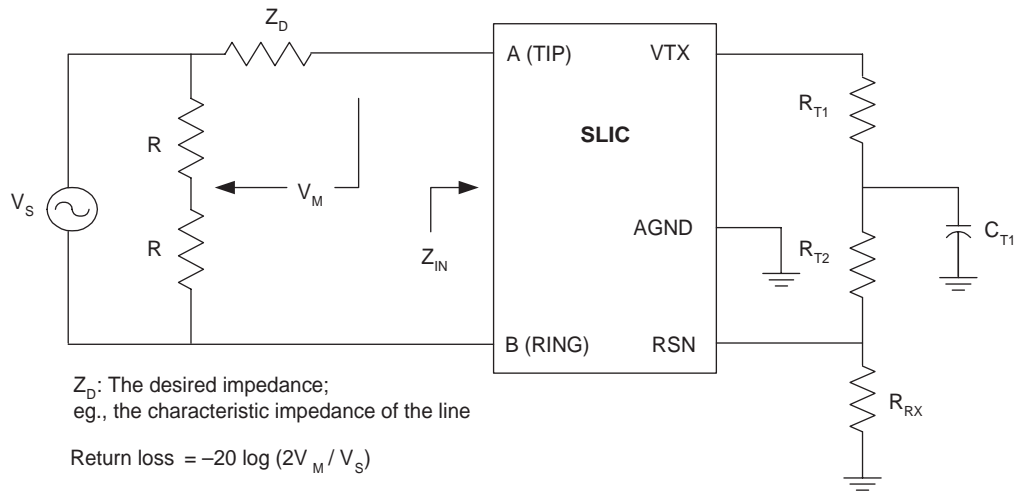 Z_D
A (TIP)
VTX
R_T1
SLIC
R
V_M
V_S
AGND
C_T1
R
Z_IN
R_T2
B (RING)
RSN
Z_D: The desired impedance;
eg., the characteristic impedance of the line
R_RX
Return loss = –20 log (2V_M / V_S)